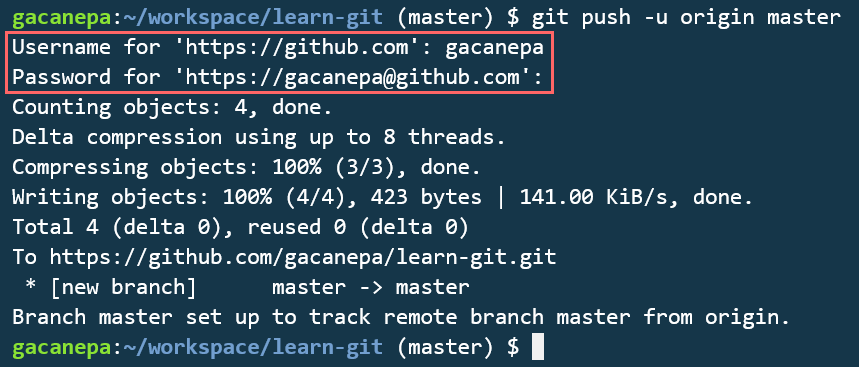 gacanepa:~/workspace/learn-git (master) $ git push -u origin master
Username for 'https://github.com': gacanepa
Password for 'https://gacanepa@github.com':
Counting objects: 4, done.
Delta compression using up to 8 threads.
Compressing objects: 100% (3/3), done.
Writing objects: 100% (4/4), 423 bytes | 141.00 KiB/s, done.
Total 4 (delta 0), reused 0 (delta 0)
To https://github.com/gacanepa/learn-git.git
 * [new branch]      master -> master
Branch master set up to track remote branch master from origin.
gacanepa:~/workspace/learn-git (master) $